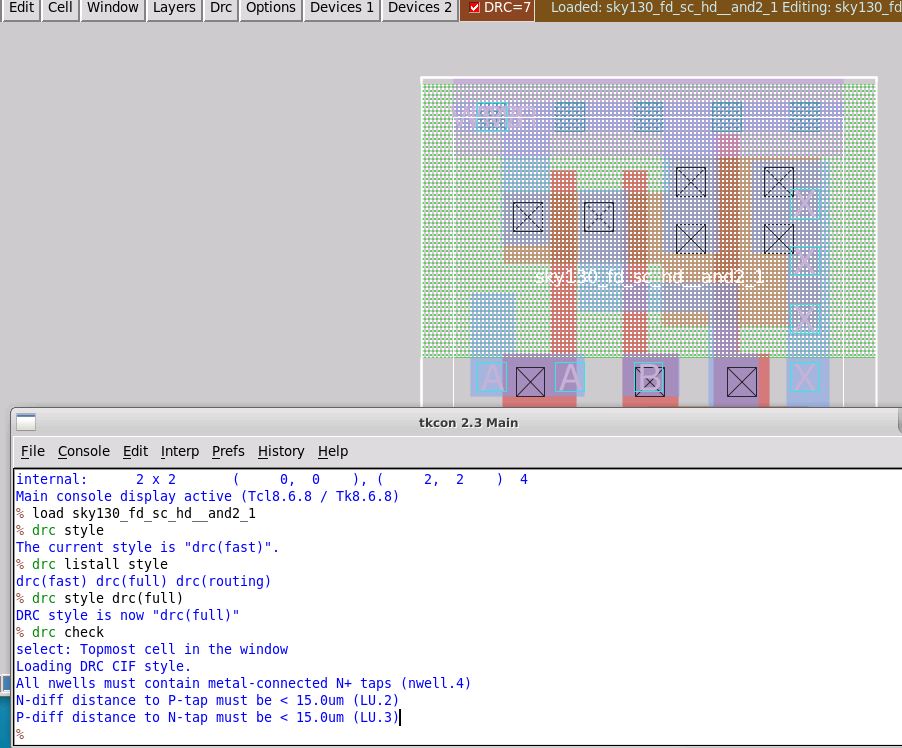 Edit Cell Window Layers Drc Options Devices 1 Devices 2 DRC=7 Loaded: sky130_fd_sc_hd__and2_1 Editing: sky130_fd
sky130_fd_sc_hd__and2_1
A A B X
tkcon 2.3 Main
File Console Edit Interp Prefs History Help
internal: 2 x 2 ( 0, 0 ), ( 2, 2 ) 4
Main console display active (Tcl8.6.8 / Tk8.6.8)
% load sky130_fd_sc_hd__and2_1
% drc style
The current style is "drc(fast)".
% drc listall style
drc(fast) drc(full) drc(routing)
% drc style drc(full)
DRC style is now "drc(full)"
% drc check
select: Topmost cell in the window
Loading DRC CIF style.
All nwells must contain metal-connected N+ taps (nwell.4)
N-diff distance to P-tap must be < 15.0um (LU.2)
P-diff distance to N-tap must be < 15.0um (LU.3)
%